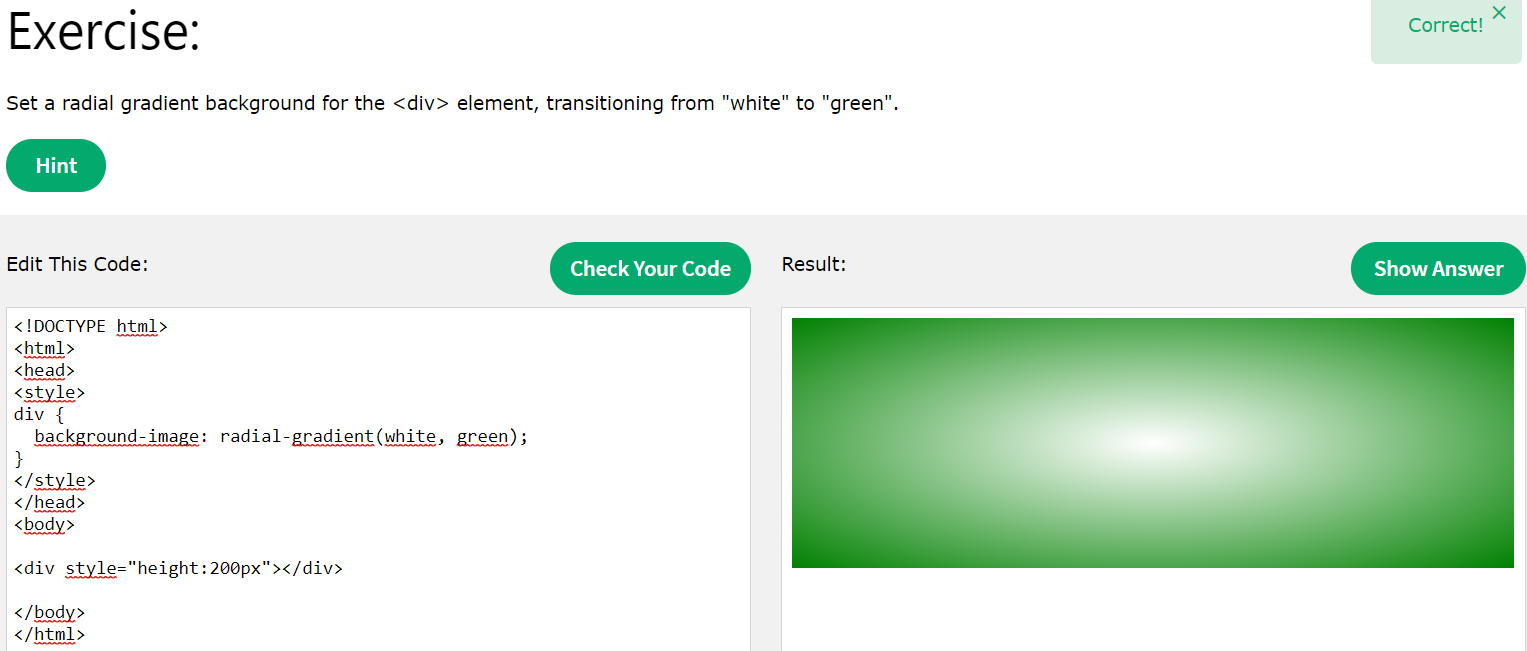 Exercise:
Correct!
×
Set a radial gradient background for the <div> element, transitioning from "white" to "green".
Hint
Edit This Code:
Check Your Code
Result:
Show Answer
<!DOCTYPE html>
<html>
<head>
<style>
div {
  background-image: radial-gradient(white, green);
}
</style>
</head>
<body>
<div style="height:200px"></div>
</body>
</html>